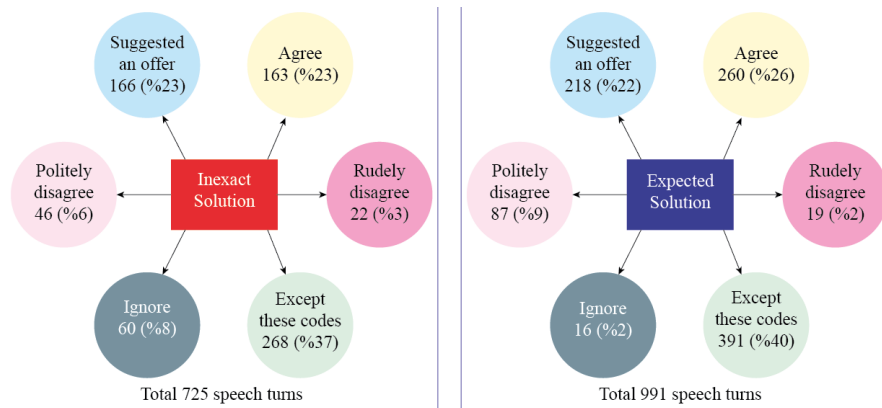 Suggested
an offer
166 (%23)
Agree
163 (%23)
Politely
disagree
46 (%6)
Inexact
Solution
Rudely
disagree
22 (%3)
Ignore
60 (%8)
Except
these codes
268 (%37)
Total 725 speech turns
Suggested
an offer
218 (%22)
Agree
260 (%26)
Politely
disagree
87 (%9)
Expected
Solution
Rudely
disagree
19 (%2)
Ignore
16 (%2)
Except
these codes
391 (%40)
Total 991 speech turns